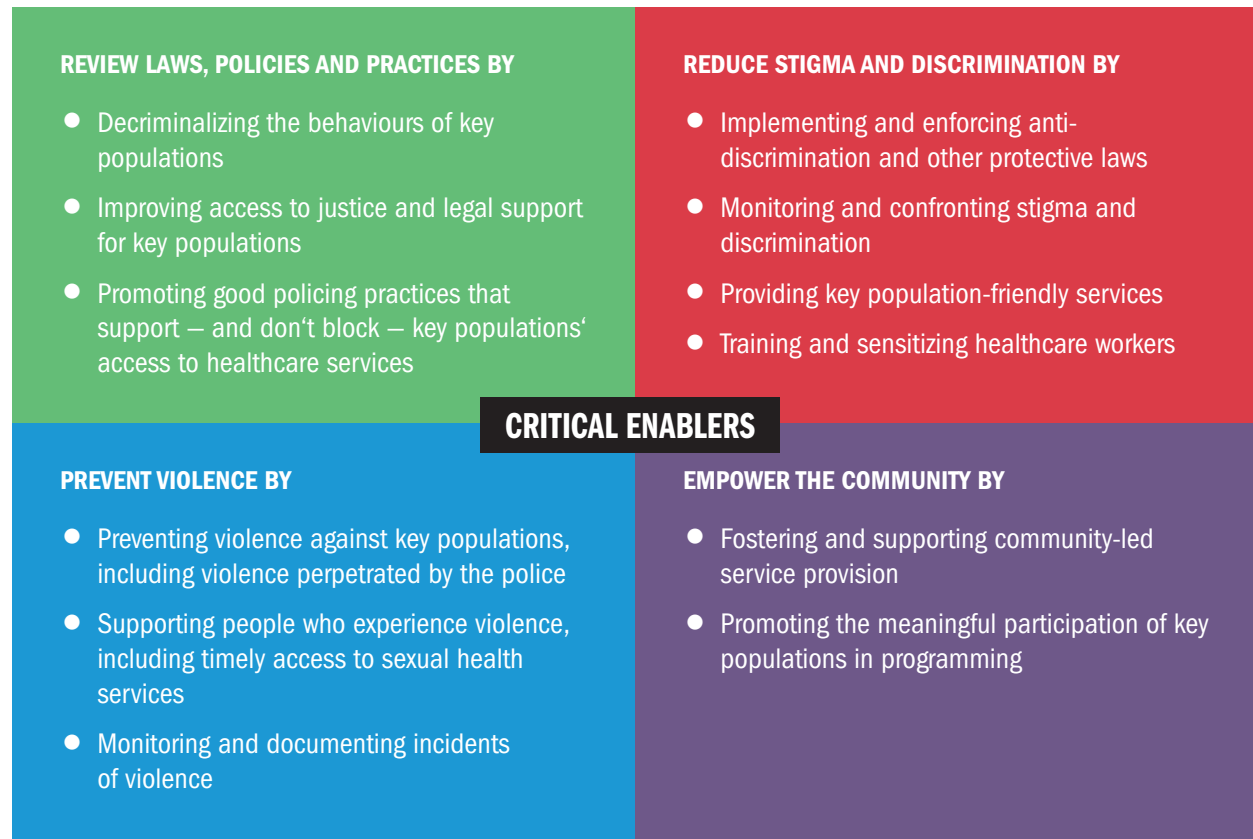 REVIEW LAWS, POLICIES AND PRACTICES BY
● Decriminalizing the behaviours of key
populations
● Improving access to justice and legal support
for key populations
● Promoting good policing practices that
support — and don‘t block — key populations‘
access to healthcare services
REDUCE STIGMA AND DISCRIMINATION BY
● Implementing and enforcing anti-
discrimination and other protective laws
● Monitoring and confronting stigma and
discrimination
● Providing key population-friendly services
● Training and sensitizing healthcare workers
CRITICAL ENABLERS
PREVENT VIOLENCE BY
● Preventing violence against key populations,
including violence perpetrated by the police
● Supporting people who experience violence,
including timely access to sexual health
services
● Monitoring and documenting incidents
of violence
EMPOWER THE COMMUNITY BY
● Fostering and supporting community-led
service provision
● Promoting the meaningful participation of key
populations in programming